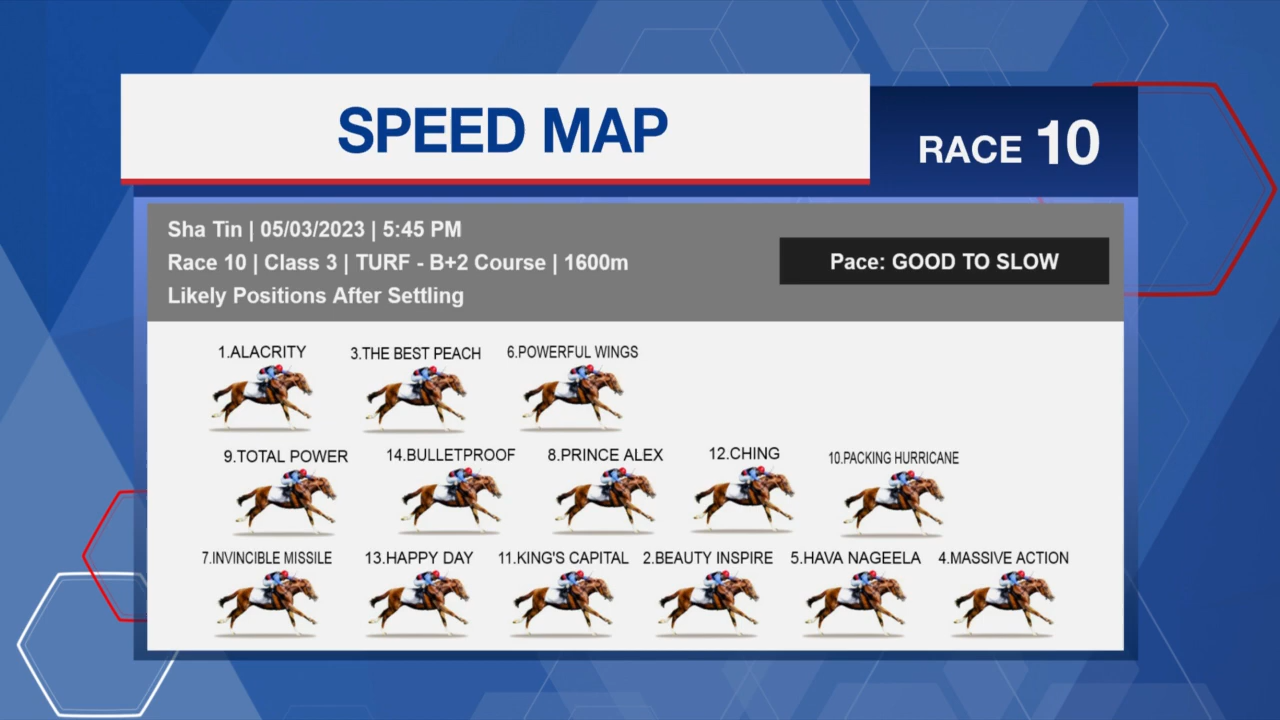 SPEED MAP
RACE 10
Sha Tin | 05/03/2023 | 5:45 PM
Race 10 | Class 3 | TURF - B+2 Course | 1600m
Pace: GOOD TO SLOW
Likely Positions After Settling
1.ALACRITY 3.THE BEST PEACH 6.POWERFUL WINGS
9.TOTAL POWER 14.BULLETPROOF 8.PRINCE ALEX 12.CHING 10.PACKING HURRICANE
7.INVINCIBLE MISSILE 13.HAPPY DAY 11.KING'S CAPITAL 2.BEAUTY INSPIRE 5.HAVA NAGEELA 4.MASSIVE ACTION